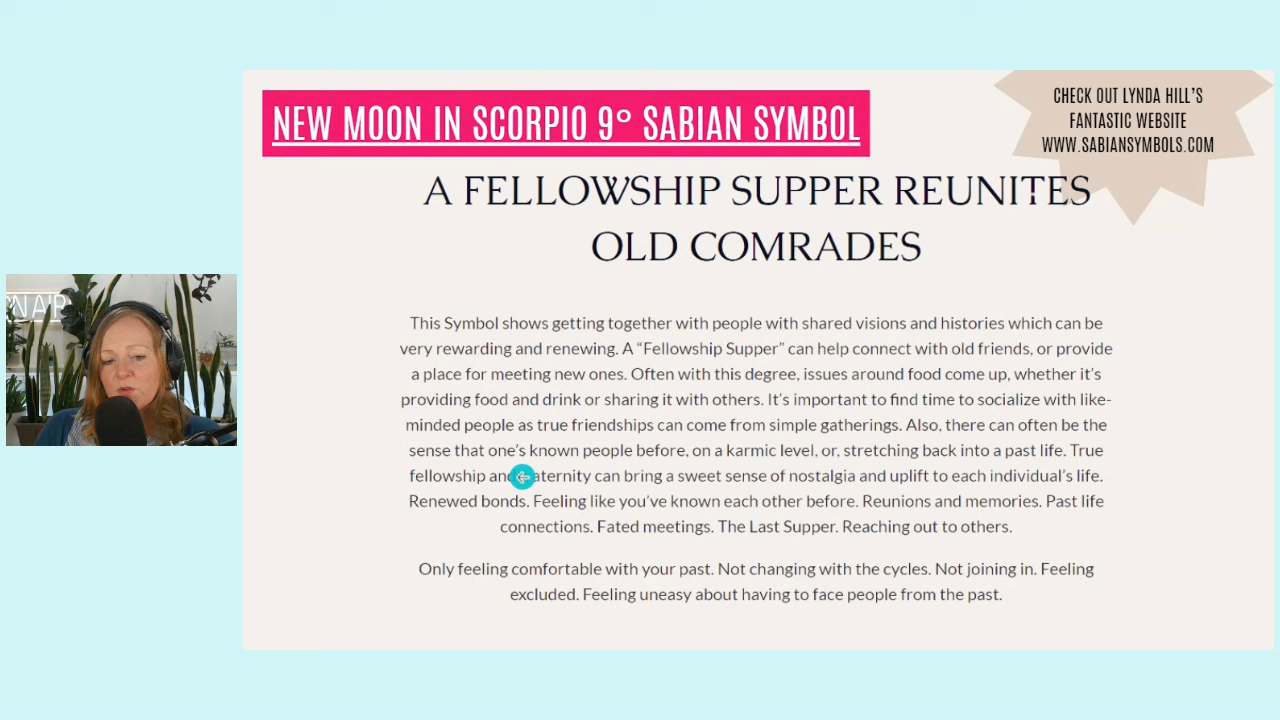 NEW MOON IN SCORPIO 9° SABIAN SYMBOL
CHECK OUT LYNDA HILL'S
FANTASTIC WEBSITE
WWW.SABIANSYMBOLS.COM
A FELLOWSHIP SUPPER REUNITES
OLD COMRADES
This Symbol shows getting together with people with shared visions and histories which can be
very rewarding and renewing. A “Fellowship Supper” can help connect with old friends, or provide
a place for meeting new ones. Often with this degree, issues around food come up, whether it’s
providing food and drink or sharing it with others. It’s important to find time to socialize with like-
minded people as true friendships can come from simple gatherings. Also, there can often be the
sense that one’s known people before, on a karmic level, or, stretching back into a past life. True
fellowship and can bring a sweet sense of nostalgia and uplift to each individual’s life.
Renewed bonds. Feeling like you’ve known each other before. Reunions and memories. Past life
connections. Fated meetings. The Last Supper. Reaching out to others.
Only feeling comfortable with your past. Not changing with the cycles. Not joining in. Feeling
excluded. Feeling uneasy about having to face people from the past.
ON AIR